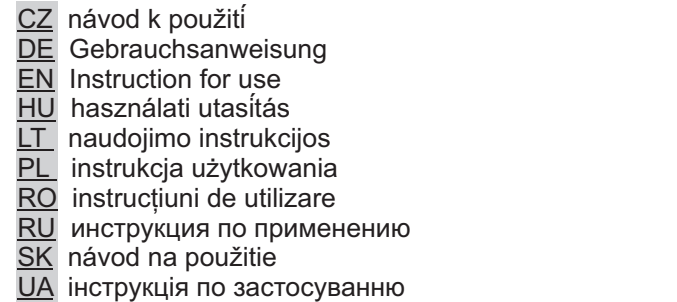 CZ návod k použití
DE Gebrauchsanweisung
EN Instruction for use
HU használati utasítás
LT naudojimo instrukcijos
PL instrukcja użytkowania
RO instrucțiuni de utilizare
RU инструкция по применению
SK návod na použitie
UA інструкція по застосуванню